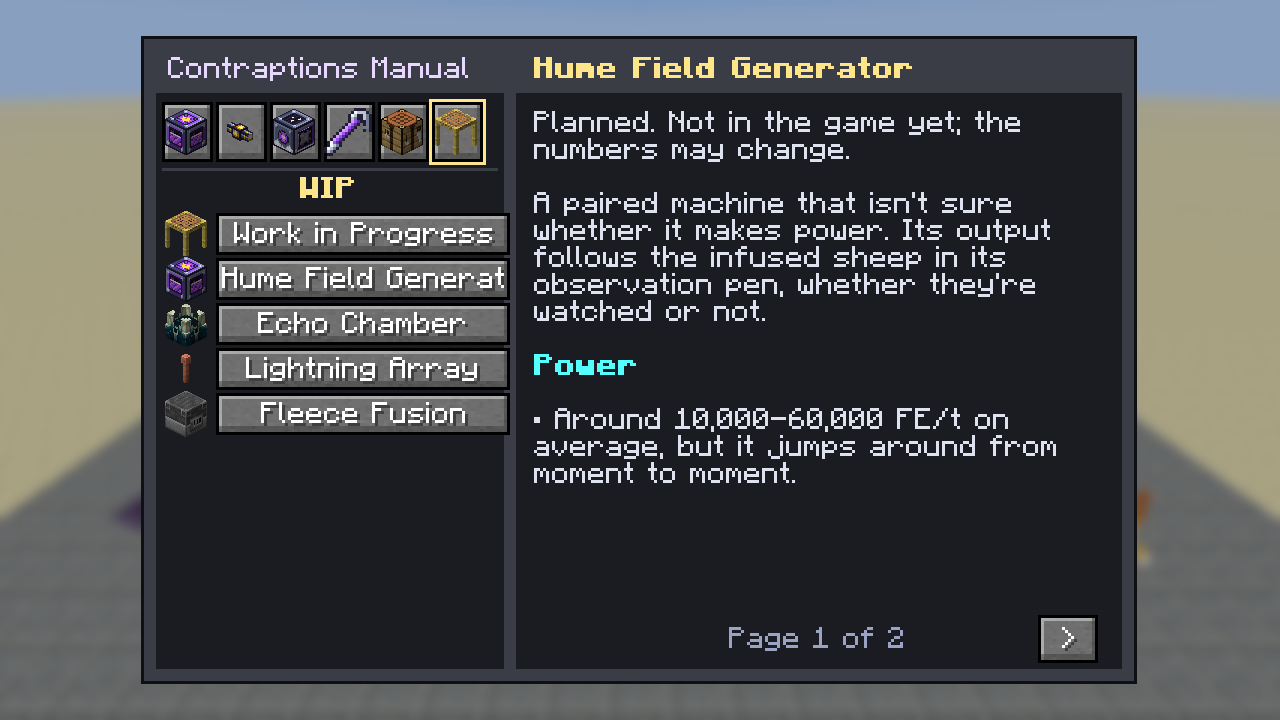 Contraptions Manual
WIP
Work in Progress
Hume Field Generat
Echo Chamber
Lightning Array
Fleece Fusion
Hume Field Generator
Planned. Not in the game yet; the
numbers may change.
A paired machine that isn't sure
whether it makes power. Its output
follows the infused sheep in its
observation pen, whether they're
watched or not.
Power
• Around 10,000–60,000 FE/t on
average, but it jumps around from
moment to moment.
Page 1 of 2